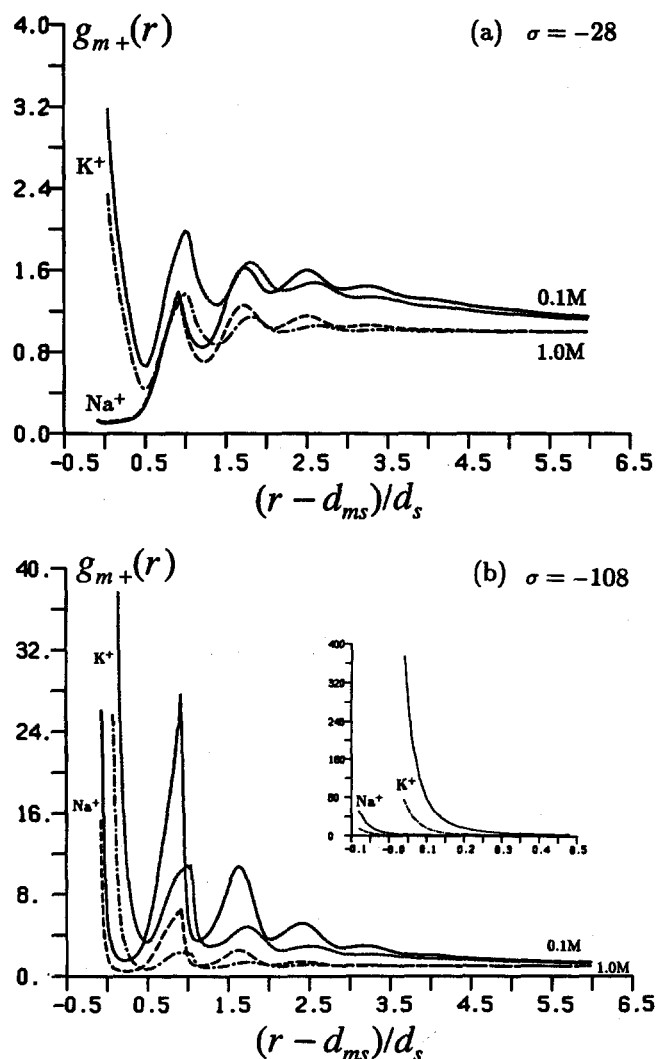 g_{m+}(r)
(a) σ = −28
4.0
3.2
2.4
1.6
0.8
0.0
K⁺
Na⁺
0.1M
1.0M
-0.5 0.5 1.5 2.5 3.5 4.5 5.5 6.5
(r − d_{ms})/d_s
g_{m+}(r)
(b) σ = −108
40.
32.
24.
16.
8.
0.
K⁺
Na⁺
0.1M
1.0M
400
320
240
160
80
0
Na⁺
K⁺
-0.1 -0.0 0.1 0.2 0.3 0.4 0.5
-0.5 0.5 1.5 2.5 3.5 4.5 5.5 6.5
(r − d_{ms})/d_s